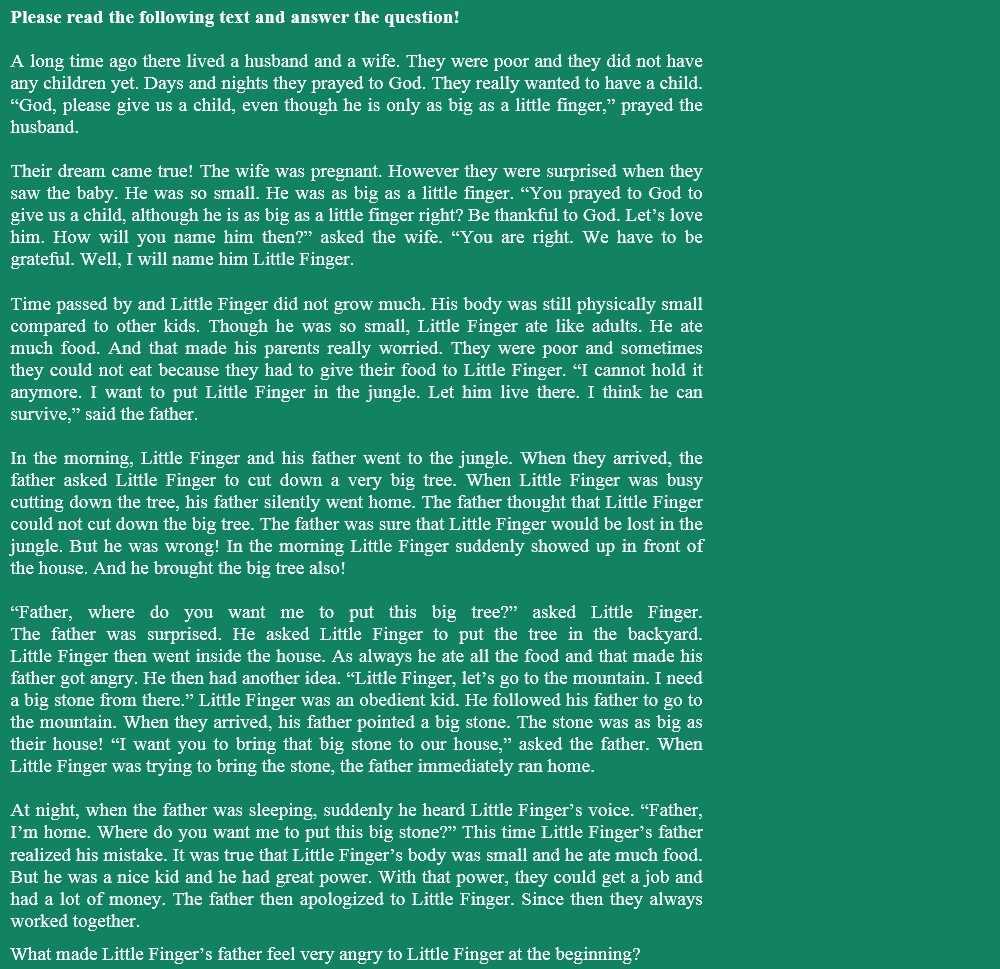 Please read the following text and answer the question!
A long time ago there lived a husband and a wife. They were poor and they did not have
any children yet. Days and nights they prayed to God. They really wanted to have a child.
“God, please give us a child, even though he is only as big as a little finger,” prayed the
husband.
Their dream came true! The wife was pregnant. However they were surprised when they
saw the baby. He was so small. He was as big as a little finger. “You prayed to God to
give us a child, although he is as big as a little finger right? Be thankful to God. Let’s love
him. How will you name him then?” asked the wife. “You are right. We have to be
grateful. Well, I will name him Little Finger.
Time passed by and Little Finger did not grow much. His body was still physically small
compared to other kids. Though he was so small, Little Finger ate like adults. He ate
much food. And that made his parents really worried. They were poor and sometimes
they could not eat because they had to give their food to Little Finger. “I cannot hold it
anymore. I want to put Little Finger in the jungle. Let him live there. I think he can
survive,” said the father.
In the morning, Little Finger and his father went to the jungle. When they arrived, the
father asked Little Finger to cut down a very big tree. When Little Finger was busy
cutting down the tree, his father silently went home. The father thought that Little Finger
could not cut down the big tree. The father was sure that Little Finger would be lost in the
jungle. But he was wrong! In the morning Little Finger suddenly showed up in front of
the house. And he brought the big tree also!
“Father, where do you want me to put this big tree?” asked Little Finger.
The father was surprised. He asked Little Finger to put the tree in the backyard.
Little Finger then went inside the house. As always he ate all the food and that made his
father got angry. He then had another idea. “Little Finger, let’s go to the mountain. I need
a big stone from there.” Little Finger was an obedient kid. He followed his father to go to
the mountain. When they arrived, his father pointed a big stone. The stone was as big as
their house! “I want you to bring that big stone to our house,” asked the father. When
Little Finger was trying to bring the stone, the father immediately ran home.
At night, when the father was sleeping, suddenly he heard Little Finger’s voice. “Father,
I’m home. Where do you want me to put this big stone?” This time Little Finger’s father
realized his mistake. It was true that Little Finger’s body was small and he ate much food.
But he was a nice kid and he had great power. With that power, they could get a job and
had a lot of money. The father then apologized to Little Finger. Since then they always
worked together.
What made Little Finger’s father feel very angry to Little Finger at the beginning?